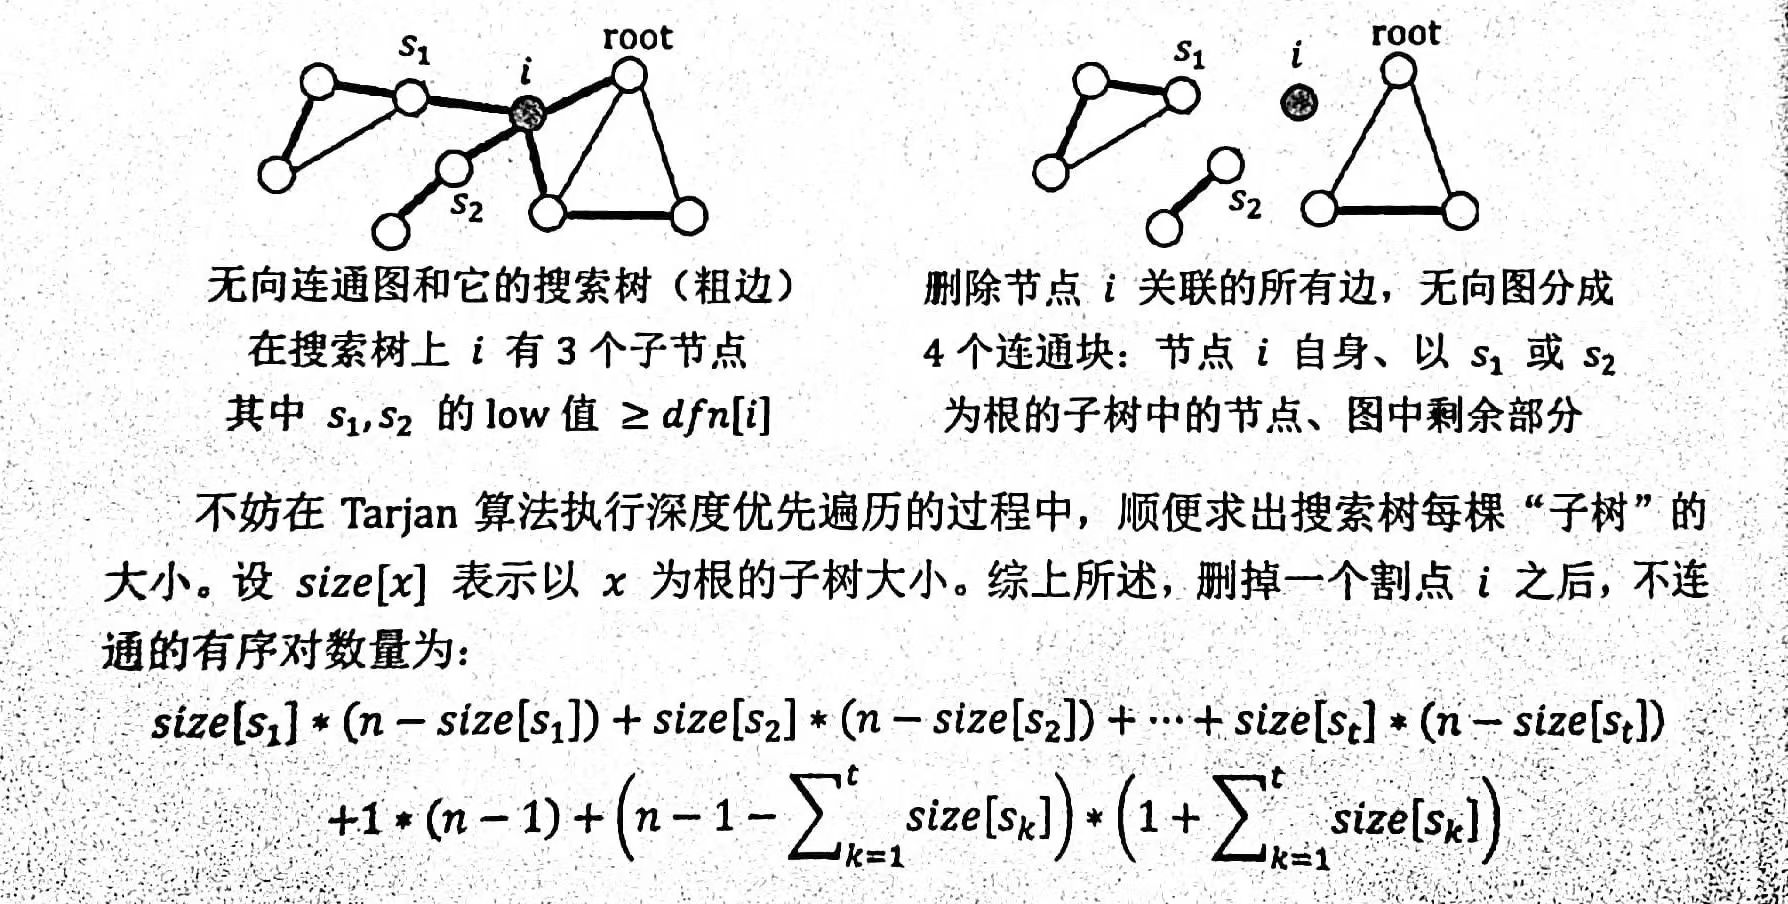 s₁ i root s₂
s₁ i root s₂
无向连通图和它的搜索树（粗边）
在搜索树上 i 有 3 个子节点
其中 s₁,s₂ 的 low 值 ≥ dfn[i]
删除节点 i 关联的所有边，无向图分成
4 个连通块：节点 i 自身、以 s₁ 或 s₂
为根的子树中的节点、图中剩余部分
不妨在 Tarjan 算法执行深度优先遍历的过程中，顺便求出搜索树每棵“子树”的
大小。设 size[x] 表示以 x 为根的子树大小。综上所述，删掉一个割点 i 之后，不连
通的有序对数量为：
size[s₁] * (n − size[s₁]) + size[s₂] * (n − size[s₂]) + ⋯ + size[sₜ] * (n − size[sₜ])
+1 * (n − 1) + (n − 1 − ∑ᵗₖ₌₁ size[sₖ]) * (1 + ∑ᵗₖ₌₁ size[sₖ])